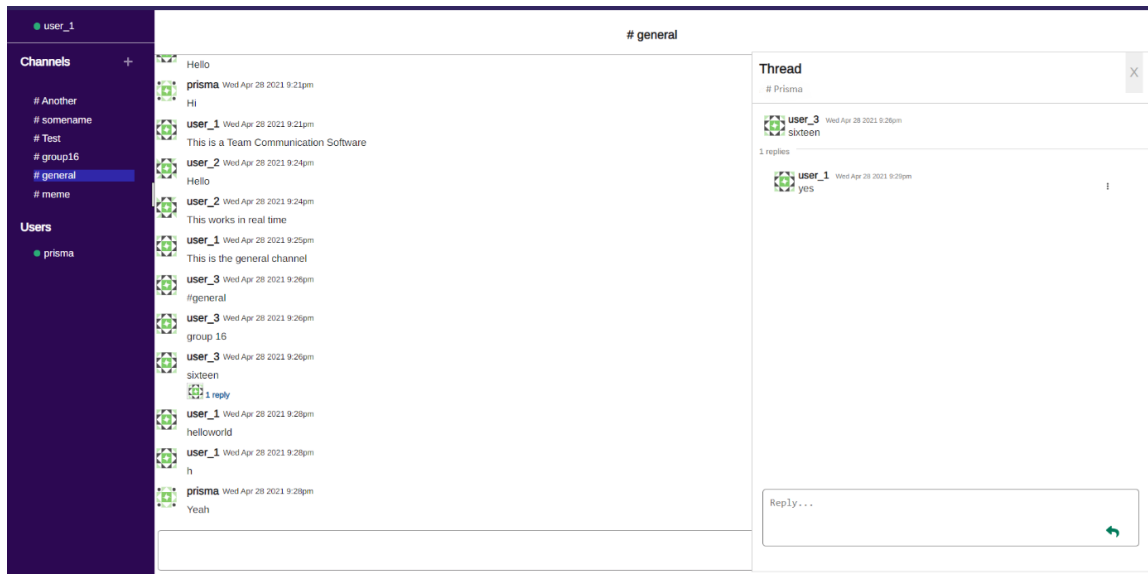 user_1
Channels +
# Another
# somename
# Test
# group16
# general
# meme
Users
prisma
# general
Hello
prisma Wed Apr 28 2021 9:21pm
Hi
user_1 Wed Apr 28 2021 9:21pm
This is a Team Communication Software
user_2 Wed Apr 28 2021 9:24pm
Hello
user_2 Wed Apr 28 2021 9:24pm
This works in real time
user_1 Wed Apr 28 2021 9:25pm
This is the general channel
user_3 Wed Apr 28 2021 9:26pm
#general
user_3 Wed Apr 28 2021 9:26pm
group 16
user_3 Wed Apr 28 2021 9:26pm
sixteen
1 reply
user_1 Wed Apr 28 2021 9:28pm
helloworld
user_1 Wed Apr 28 2021 9:28pm
h
prisma Wed Apr 28 2021 9:28pm
Yeah
Thread X
# Prisma
user_3 Wed Apr 28 2021 9:26pm
sixteen
1 replies
user_1 Wed Apr 28 2021 9:29pm
yes
Reply...